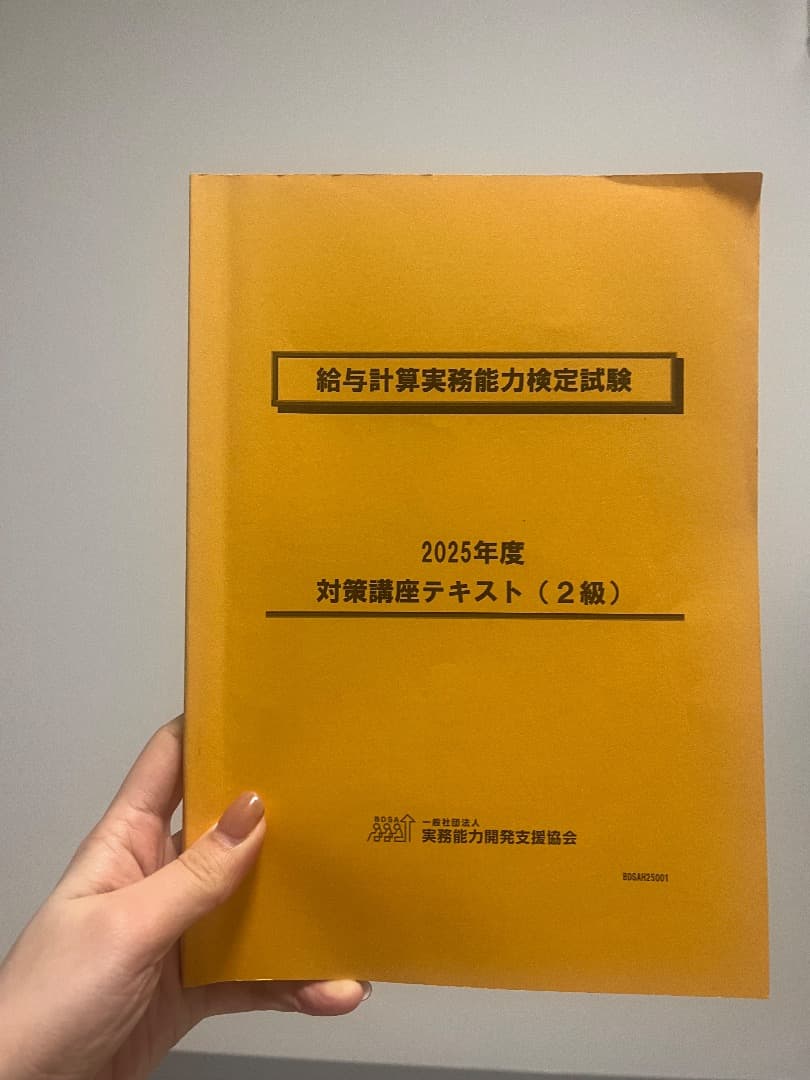 給与計算実務能力検定試験
2025年度
対策講座テキスト(2級)
BDSA
一般社団法人
実務能力開発支援協会
BDSAH25001